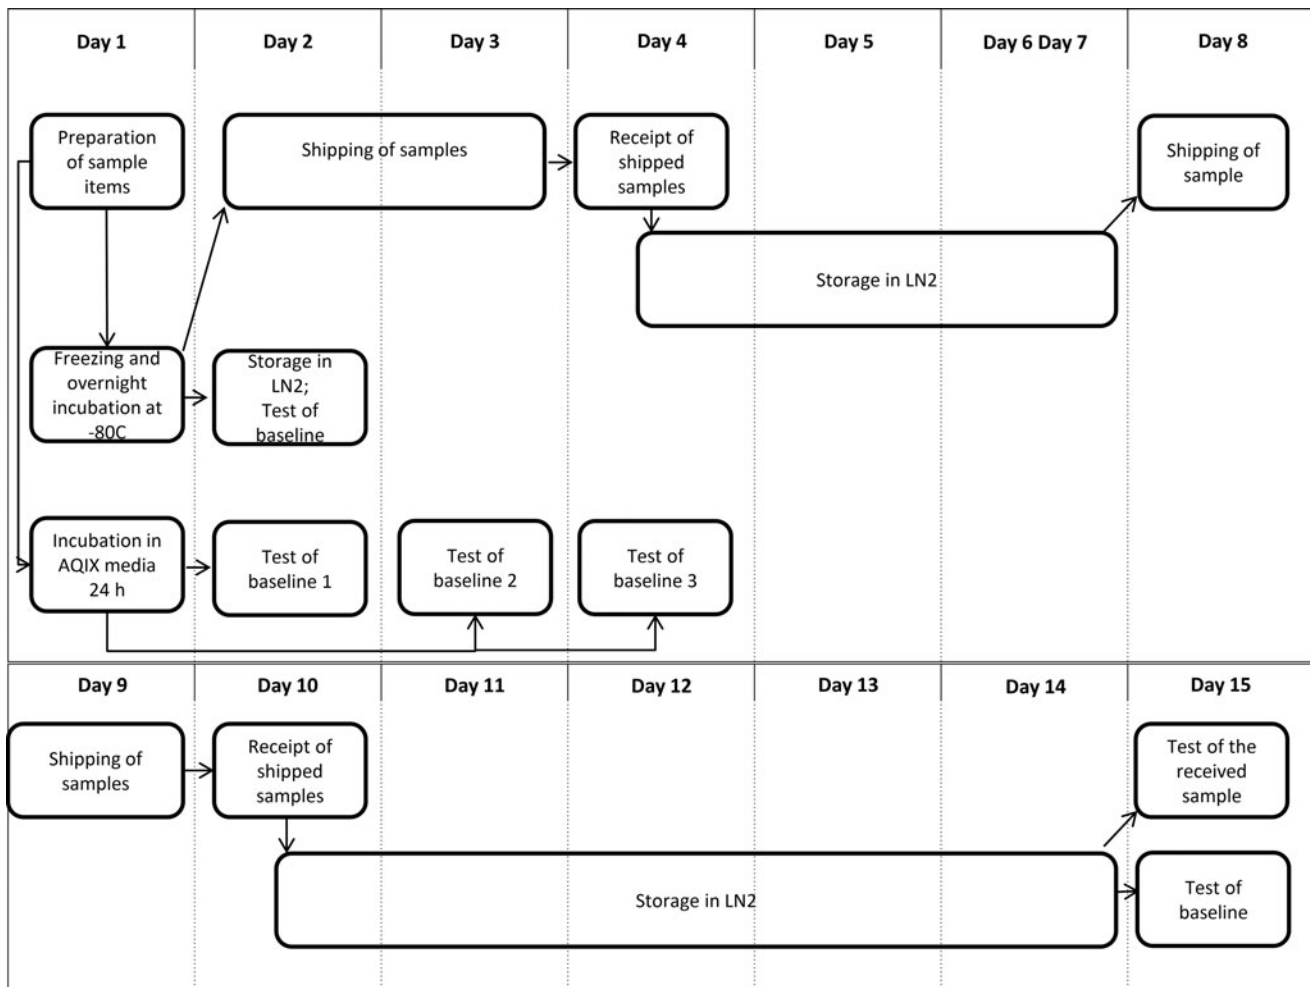 Day 1
Day 2
Day 3
Day 4
Day 5
Day 6 Day 7
Day 8
Preparation
of sample
items
Shipping of samples
Receipt of
shipped
samples
Shipping of
sample
Storage in LN2
Freezing and
overnight
incubation at
-80C
Storage in
LN2;
Test of
baseline
Incubation in
AQIX media
24 h
Test of
baseline 1
Test of
baseline 2
Test of
baseline 3
Day 9
Day 10
Day 11
Day 12
Day 13
Day 14
Day 15
Shipping of
samples
Receipt of
shipped
samples
Test of the
received
sample
Storage in LN2
Test of
baseline